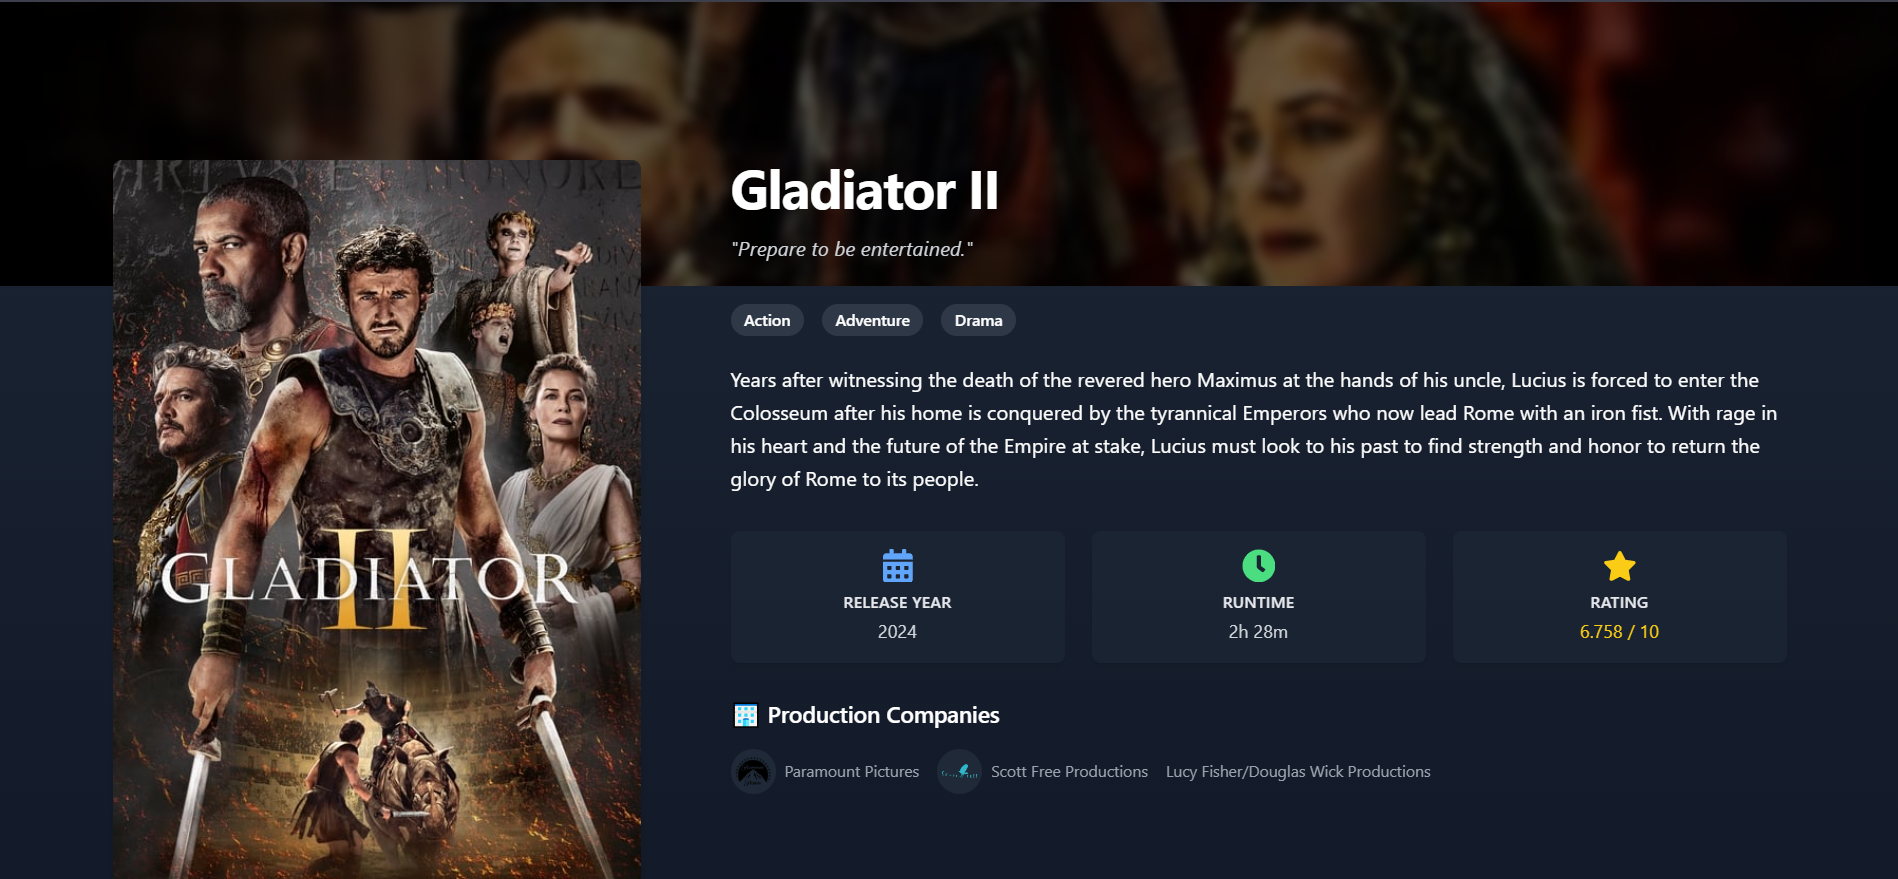 Gladiator II
"Prepare to be entertained."
Action
Adventure
Drama
Years after witnessing the death of the revered hero Maximus at the hands of his uncle, Lucius is forced to enter the
Colosseum after his home is conquered by the tyrannical Emperors who now lead Rome with an iron fist. With rage in
his heart and the future of the Empire at stake, Lucius must look to his past to find strength and honor to return the
glory of Rome to its people.
RELEASE YEAR
2024
RUNTIME
2h 28m
RATING
6.758 / 10
Production Companies
Paramount Pictures
Scott Free Productions
Lucy Fisher/Douglas Wick Productions
GLADIATOR
II